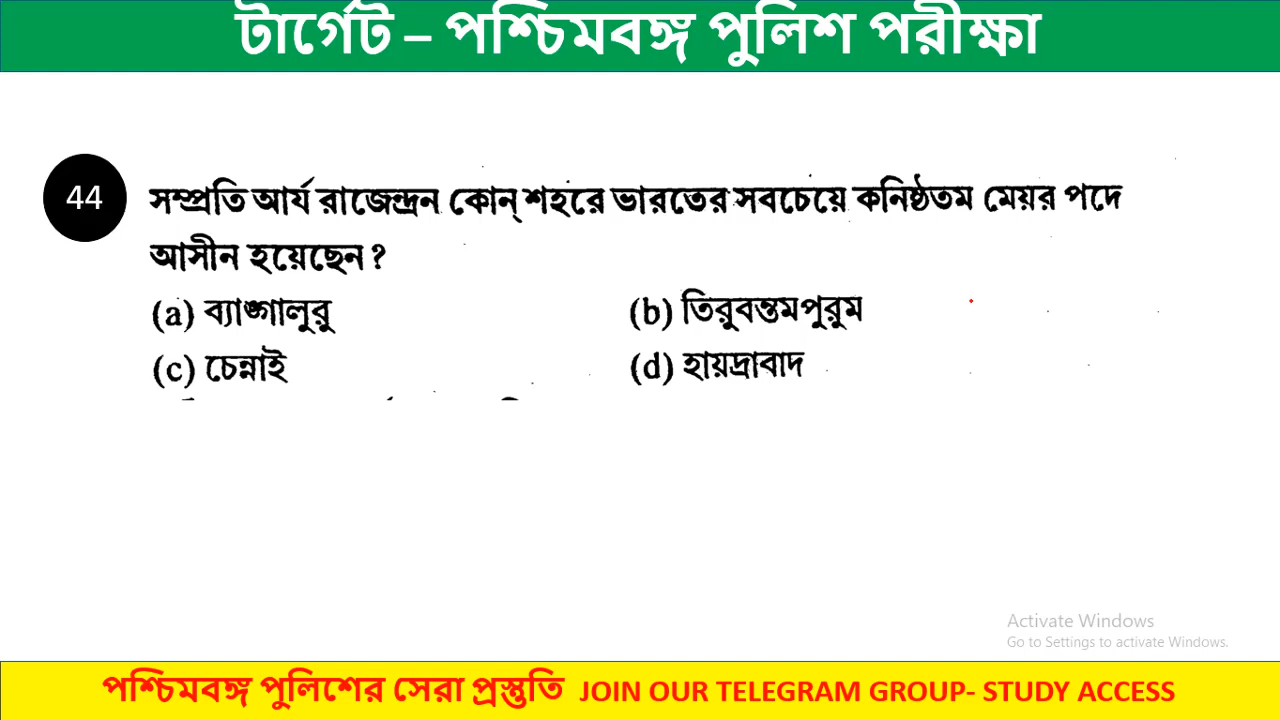 টার্গেট – পশ্চিমবঙ্গ পুলিশ পরীক্ষা
44 সম্প্রতি আর্য রাজেন্দ্রন কোন্ শহরে ভারতের সবচেয়ে কনিষ্ঠতম মেয়র পদে
আসীন হয়েছেন ?
(a) ব্যাঙ্গালুরু (b) তিরুবন্তমপুরুম
(c) চেন্নাই (d) হায়দ্রাবাদ
Activate Windows
Go to Settings to activate Windows.
পশ্চিমবঙ্গ পুলিশের সেরা প্রস্তুতি JOIN OUR TELEGRAM GROUP- STUDY ACCESS